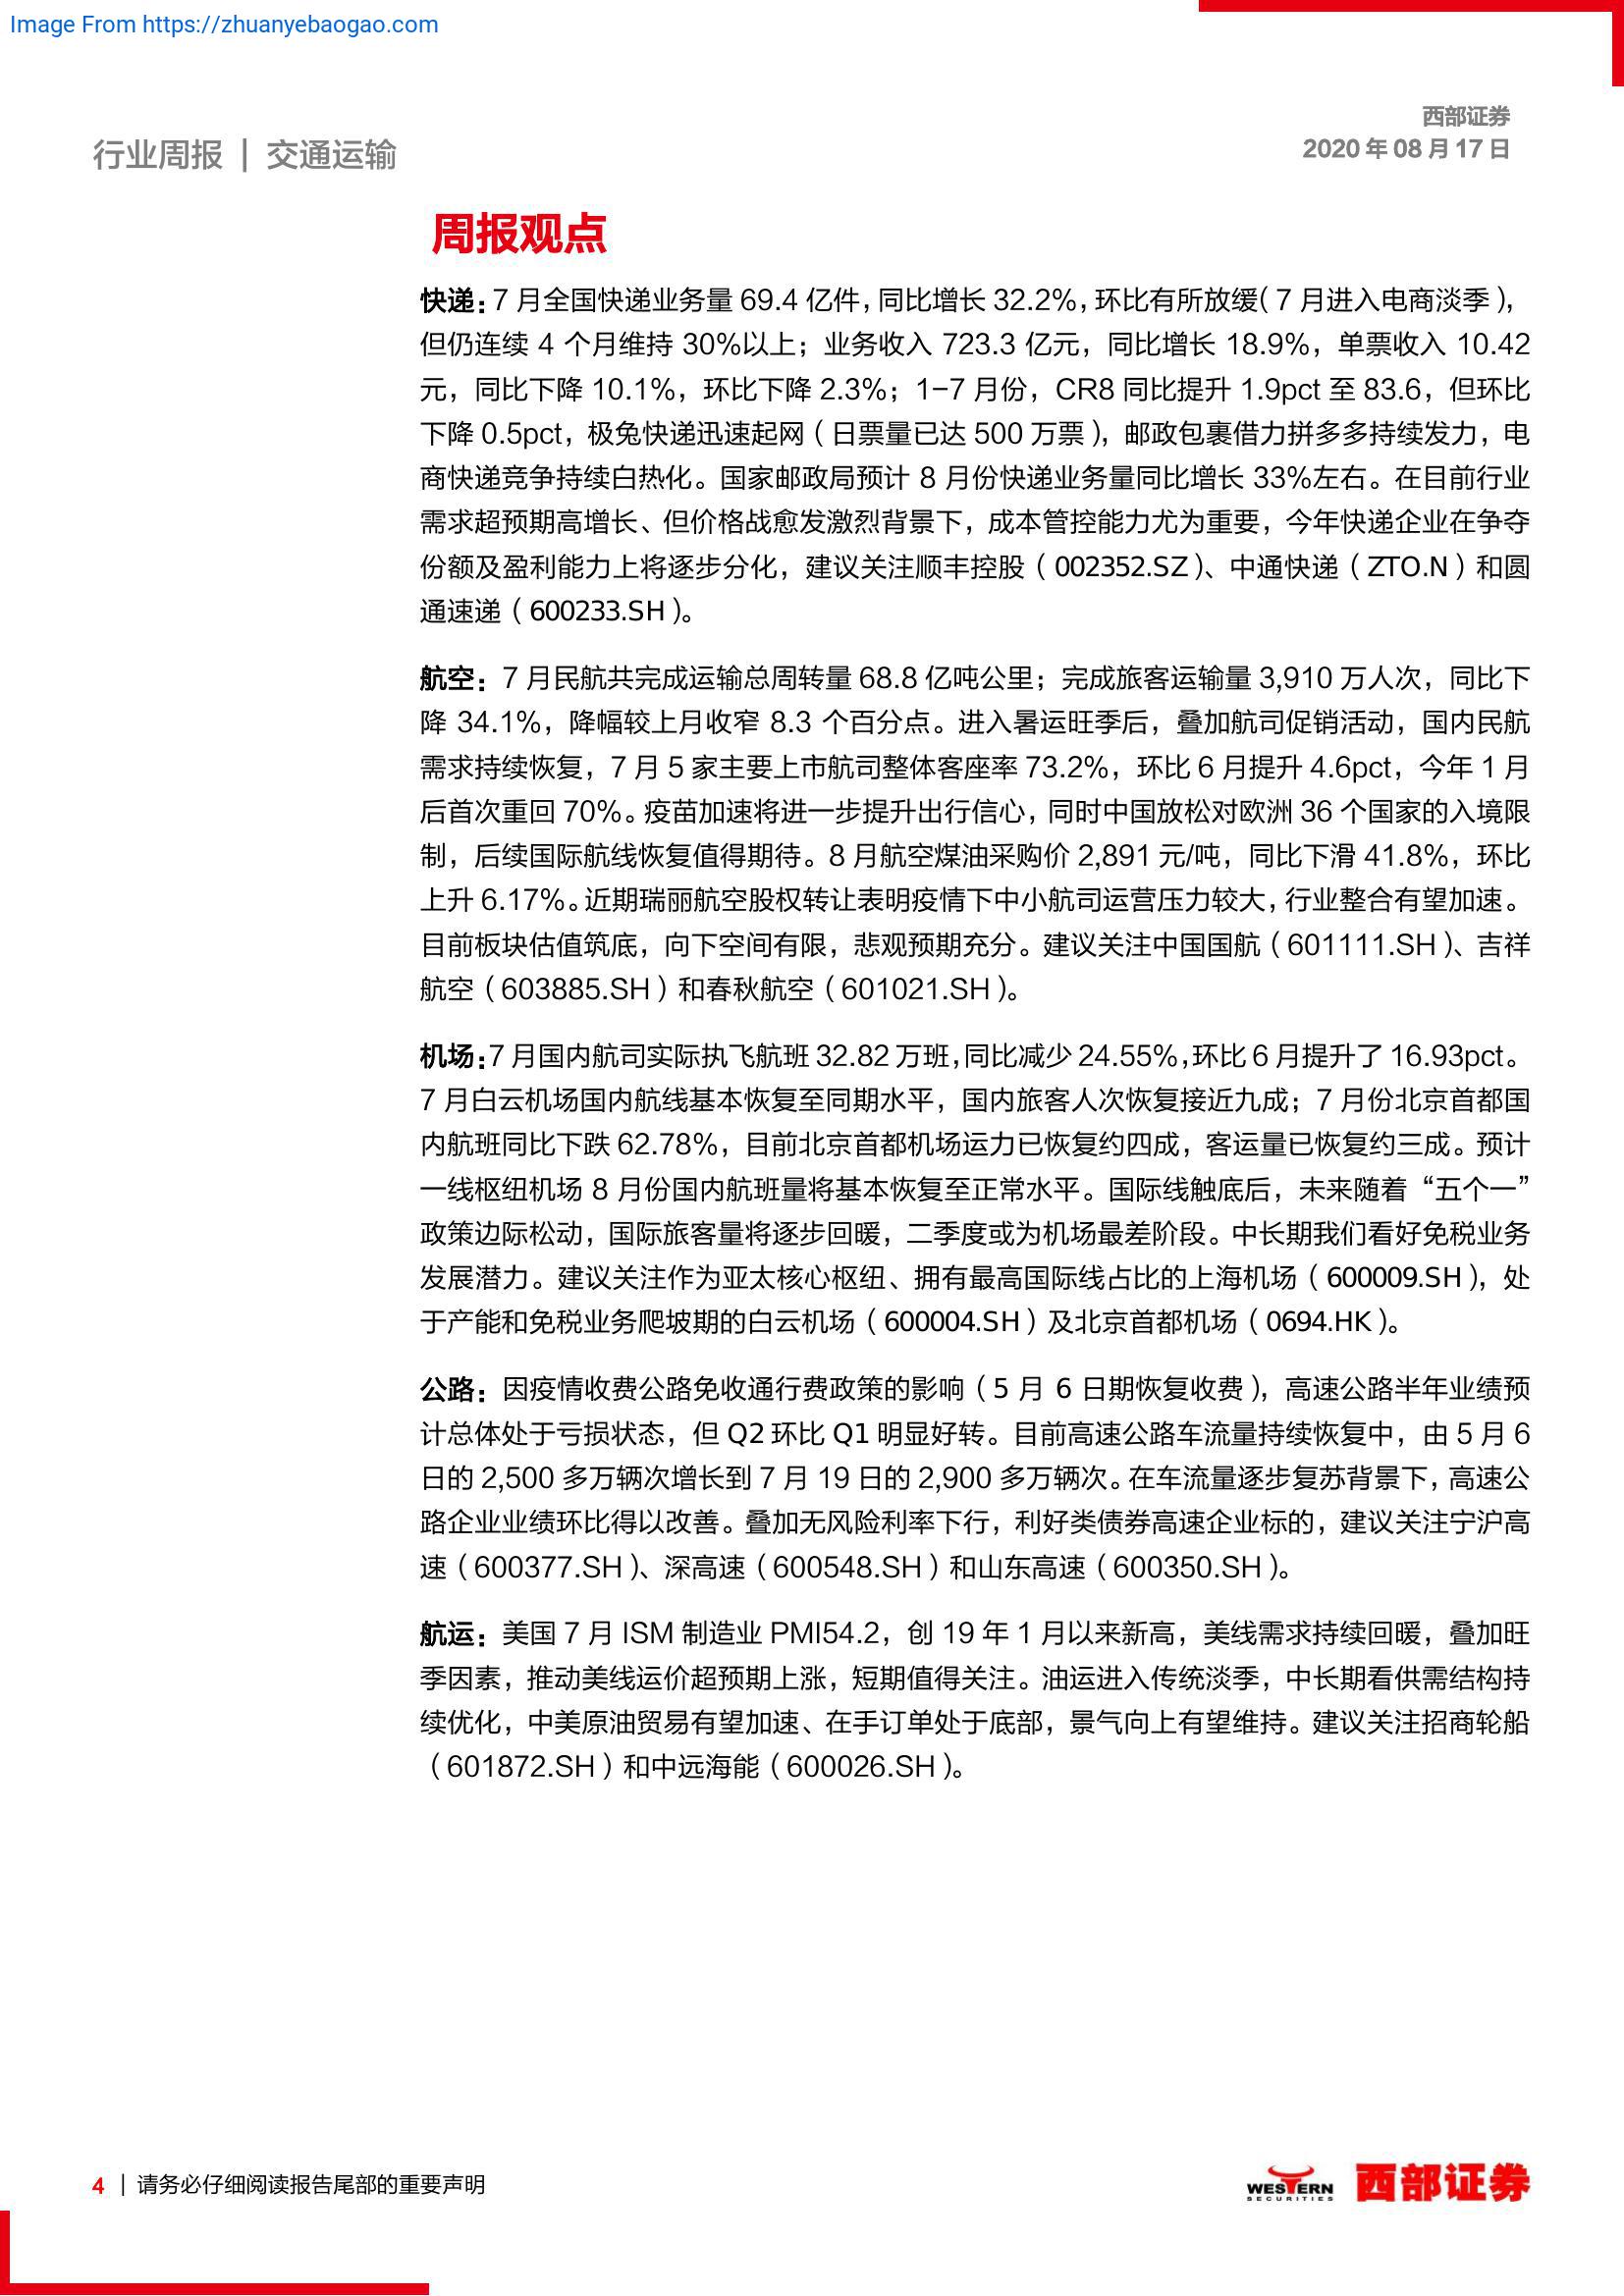 Image From https://zhuanyebaogao.com
西部证券
行业周报 | 交通运输
2020 年 08 月 17 日
周报观点
快递：7 月全国快递业务量 69.4 亿件，同比增长 32.2%，环比有所放缓（7 月进入电商淡季），
但仍连续 4 个月维持 30%以上；业务收入 723.3 亿元，同比增长 18.9%，单票收入 10.42
元，同比下降 10.1%，环比下降 2.3%；1-7 月份，CR8 同比提升 1.9pct 至 83.6，但环比
下降 0.5pct，极兔快递迅速起网（日票量已达 500 万票），邮政包裹借力拼多多持续发力，电
商快递竞争持续白热化。国家邮政局预计 8 月份快递业务量同比增长 33%左右。在目前行业
需求超预期高增长、但价格战愈发激烈背景下，成本管控能力尤为重要，今年快递企业在争夺
份额及盈利能力上将逐步分化，建议关注顺丰控股（002352.SZ）、中通快递（ZTO.N）和圆
通速递（600233.SH）。
航空：7 月民航共完成运输总周转量 68.8 亿吨公里；完成旅客运输量 3,910 万人次，同比下
降 34.1%，降幅较上月收窄 8.3 个百分点。进入暑运旺季后，叠加航司促销活动，国内民航
需求持续恢复，7 月 5 家主要上市航司整体客座率 73.2%，环比 6 月提升 4.6pct，今年 1 月
后首次重回 70%。疫苗加速将进一步提升出行信心，同时中国放松对欧洲 36 个国家的入境限
制，后续国际航线恢复值得期待。8 月航空煤油采购价 2,891 元/吨，同比下滑 41.8%，环比
上升 6.17%。近期瑞丽航空股权转让表明疫情下中小航司运营压力较大，行业整合有望加速。
目前板块估值筑底，向下空间有限，悲观预期充分。建议关注中国国航（601111.SH）、吉祥
航空（603885.SH）和春秋航空（601021.SH）。
机场：7 月国内航司实际执飞航班 32.82 万班，同比减少 24.55%，环比 6 月提升了 16.93pct。
7 月白云机场国内航线基本恢复至同期水平，国内旅客人次恢复接近九成；7 月份北京首都国
内航班同比下跌 62.78%，目前北京首都机场运力已恢复约四成，客运量已恢复约三成。预计
一线枢纽机场 8 月份国内航班量将基本恢复至正常水平。国际线触底后，未来随着“五个一”
政策边际松动，国际旅客量将逐步回暖，二季度或为机场最差阶段。中长期我们看好免税业务
发展潜力。建议关注作为亚太核心枢纽、拥有最高国际线占比的上海机场（600009.SH），处
于产能和免税业务爬坡期的白云机场（600004.SH）及北京首都机场（0694.HK）。
公路：因疫情收费公路免收通行费政策的影响（5 月 6 日期恢复收费），高速公路半年业绩预
计总体处于亏损状态，但 Q2 环比 Q1 明显好转。目前高速公路车流量持续恢复中，由 5 月 6
日的 2,500 多万辆次增长到 7 月 19 日的 2,900 多万辆次。在车流量逐步复苏背景下，高速公
路企业业绩环比得以改善。叠加无风险利率下行，利好类债券高速企业标的，建议关注宁沪高
速（600377.SH）、深高速（600548.SH）和山东高速（600350.SH）。
航运：美国 7 月 ISM 制造业 PMI54.2，创 19 年 1 月以来新高，美线需求持续回暖，叠加旺
季因素，推动美线运价超预期上涨，短期值得关注。油运进入传统淡季，中长期看供需结构持
续优化，中美原油贸易有望加速、在手订单处于底部，景气向上有望维持。建议关注招商轮船
（601872.SH）和中远海能（600026.SH）。
4 | 请务必仔细阅读报告尾部的重要声明
WESTERN
SECURITIES
西部证券